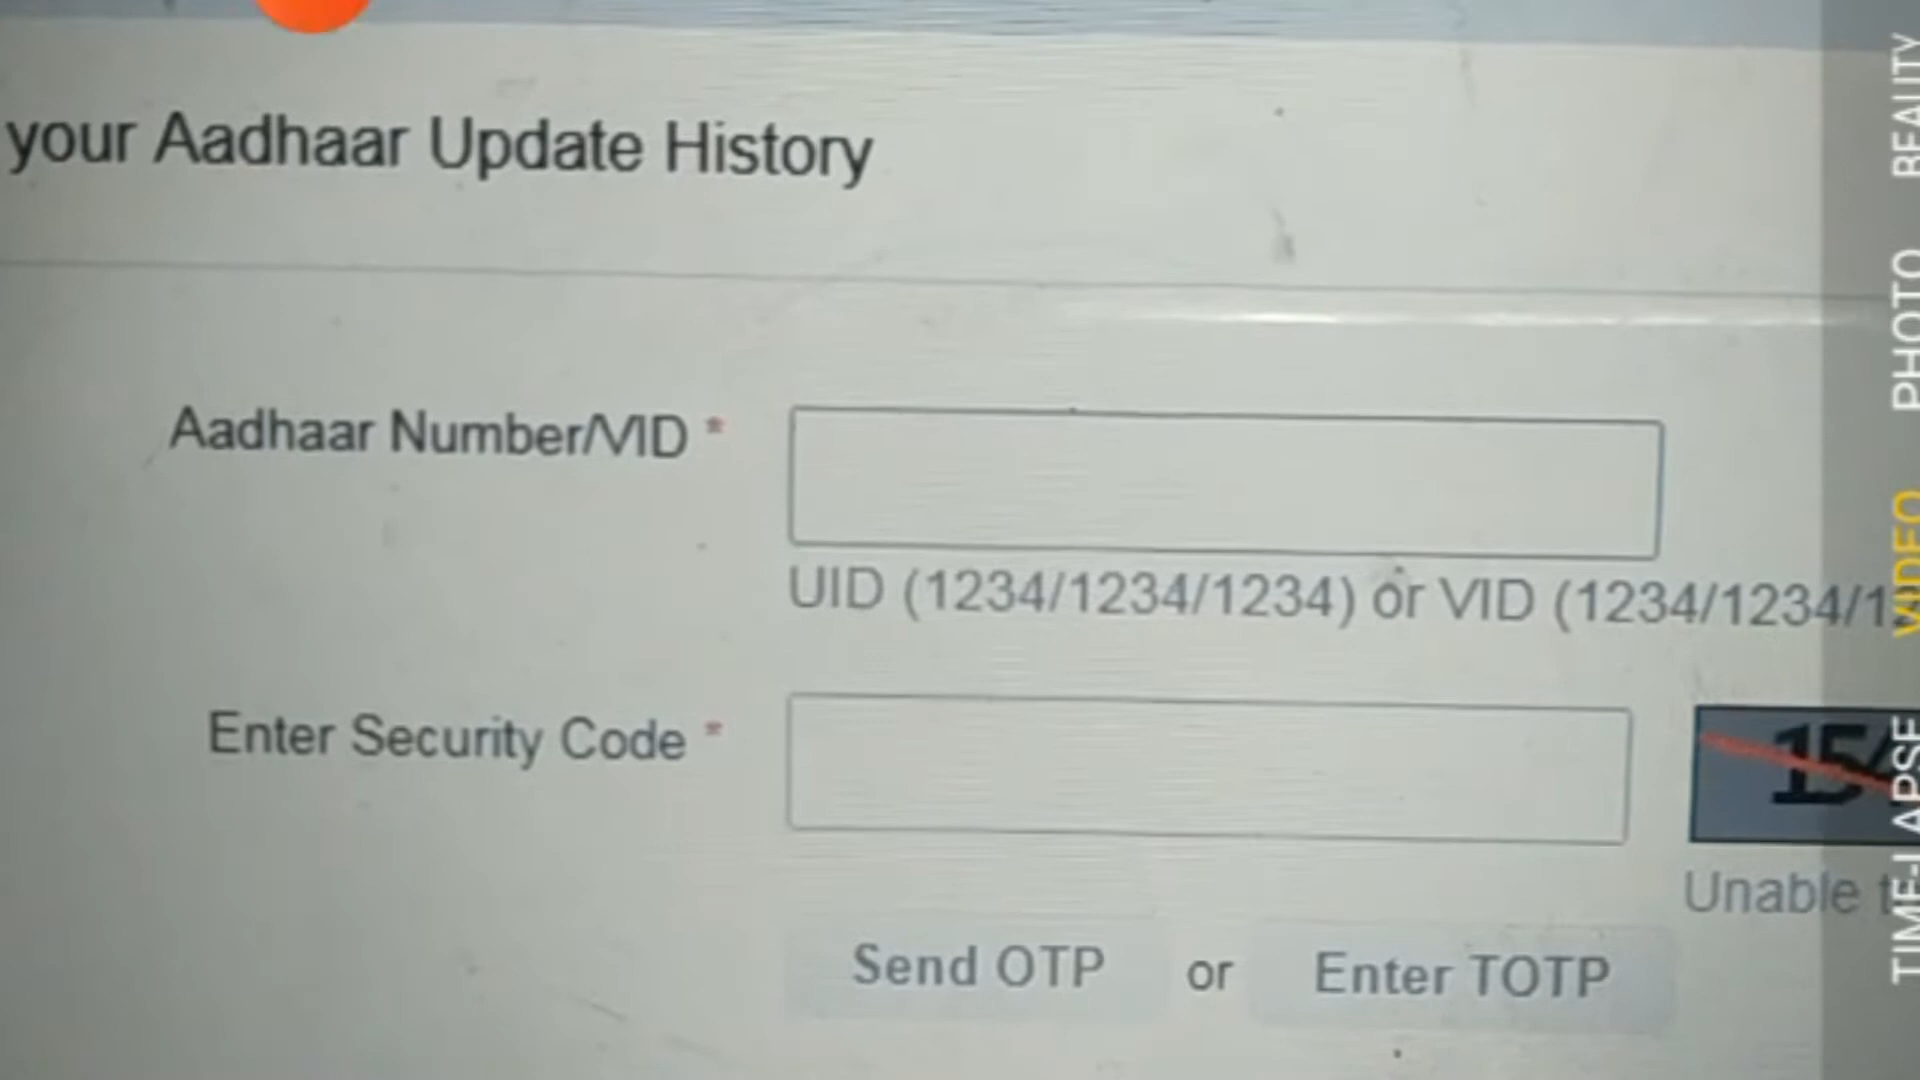 your Aadhaar Update History
Aadhaar Number/VID *
UID (1234/1234/1234) or VID (1234/1234/1
Enter Security Code *
15
Unable
Send OTP or Enter TOTP
BEAUTY
PHOTO
VIDEO
TIME-LAPSE